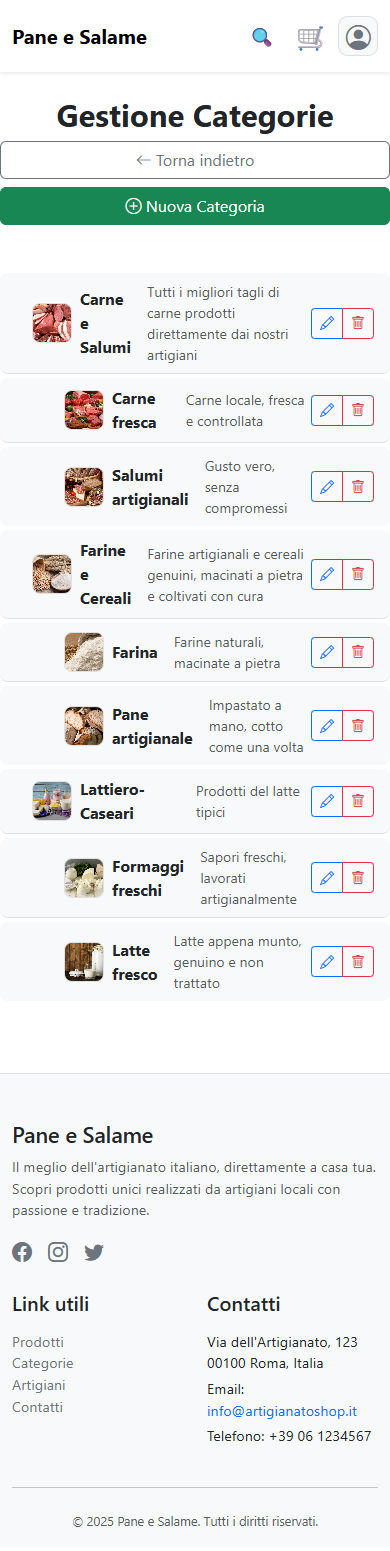 Pane e Salame
Gestione Categorie
← Torna indietro
Nuova Categoria
Carne
e
Salumi
Tutti i migliori tagli di
carne prodotti
direttamente dai nostri
artigiani
Carne
fresca
Carne locale, fresca
e controllata
Salumi
artigianali
Gusto vero,
senza
compromessi
Farine
e
Cereali
Farine artigianali e cereali
genuini, macinati a pietra
e coltivati con cura
Farina
Farine naturali,
macinate a pietra
Pane
artigianale
Impastato a
mano, cotto
come una volta
Lattiero-
Caseari
Prodotti del latte
tipici
Formaggi
freschi
Sapori freschi,
lavorati
artigianalmente
Latte
fresco
Latte appena munto,
genuino e non
trattato
Pane e Salame
Il meglio dell'artigianato italiano, direttamente a casa tua.
Scopri prodotti unici realizzati da artigiani locali con
passione e tradizione.
Link utili
Prodotti
Categorie
Artigiani
Contatti
Contatti
Via dell'Artigianato, 123
00100 Roma, Italia
Email:
info@artigianatoshop.it
Telefono: +39 06 1234567
© 2025 Pane e Salame. Tutti i diritti riservati.